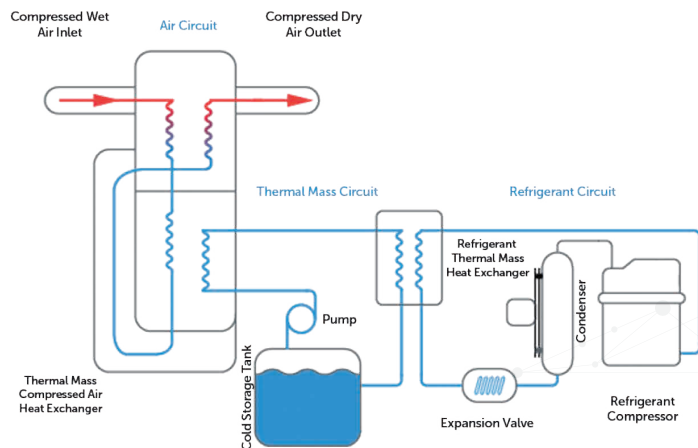 Compressed Wet
Air Inlet
Air Circuit
Compressed Dry
Air Outlet
Thermal Mass Circuit
Refrigerant Circuit
Refrigerant
Thermal Mass
Heat Exchanger
Condenser
Pump
Cold Storage Tank
Thermal Mass
Compressed Air
Heat Exchanger
Expansion Valve
Refrigerant
Compressor